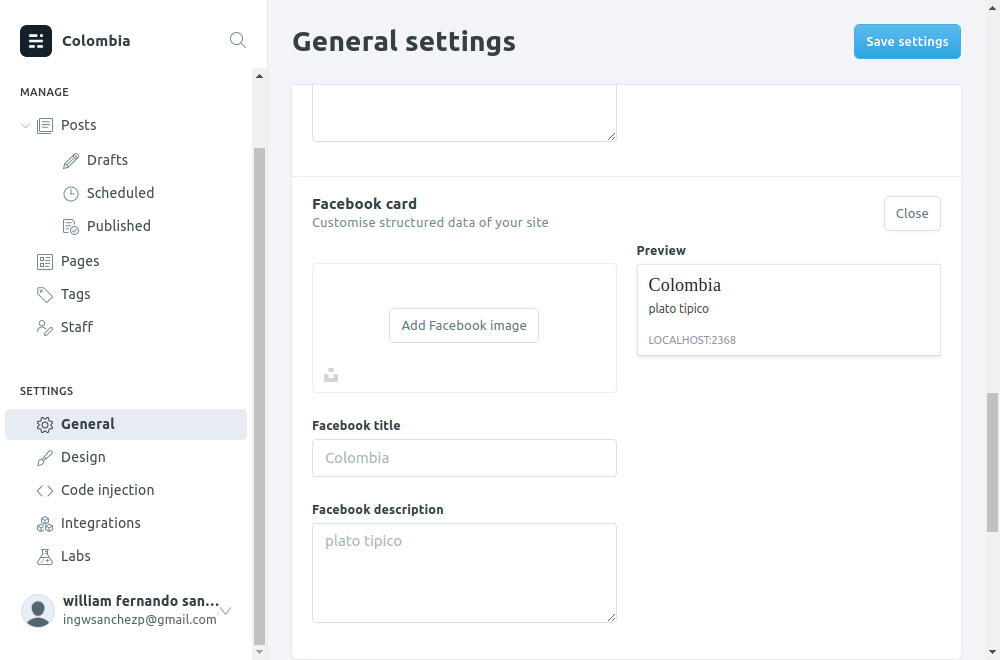 Colombia
MANAGE
Posts
Drafts
Scheduled
Published
Pages
Tags
Staff
SETTINGS
General
Design
Code injection
Integrations
Labs
william fernando san...
ingwsanchezp@gmail.com
General settings
Save settings
Facebook card
Customise structured data of your site
Close
Add Facebook image
Facebook title
Colombia
Facebook description
plato tipico
Preview
Colombia
plato tipico
LOCALHOST:2368